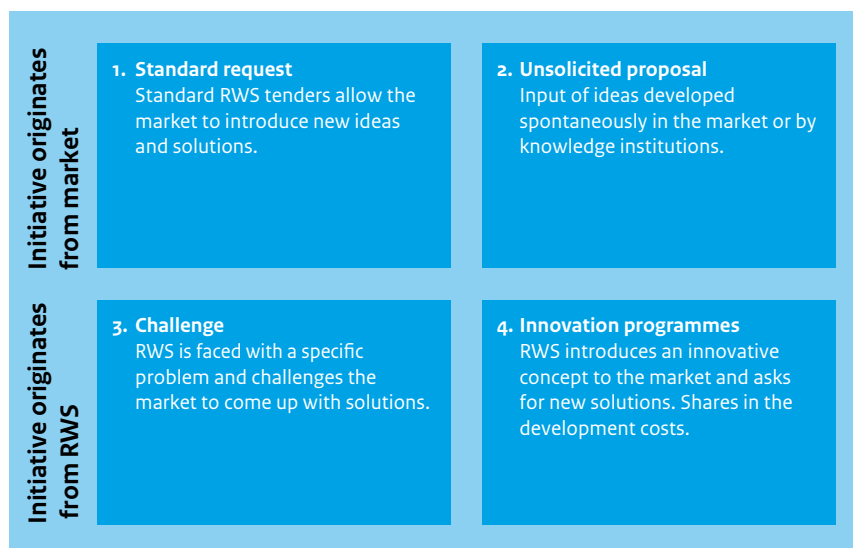 Initiative originates
from market
1. Standard request
Standard RWS tenders allow the
market to introduce new ideas
and solutions.
2. Unsolicited proposal
Input of ideas developed
spontaneously in the market or by
knowledge institutions.
Initiative originates
from RWS
3. Challenge
RWS is faced with a specific
problem and challenges the
market to come up with solutions.
4. Innovation programmes
RWS introduces an innovative
concept to the market and asks
for new solutions. Shares in the
development costs.